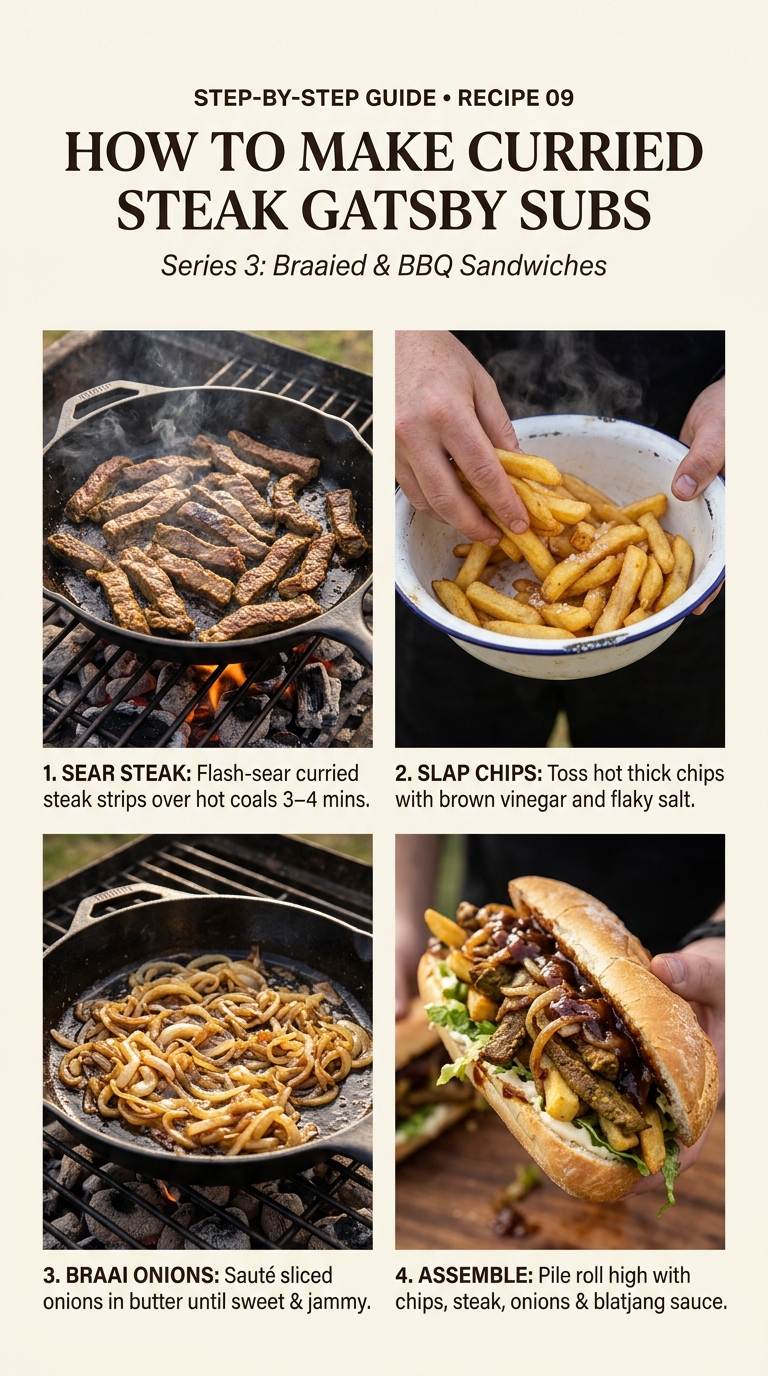 STEP-BY-STEP GUIDE • RECIPE 09
HOW TO MAKE CURRIED
STEAK GATSBY SUBS
Series 3: Braaied & BBQ Sandwiches
1. SEAR STEAK: Flash-sear curried
steak strips over hot coals 3–4 mins.
2. SLAP CHIPS: Toss hot thick chips
with brown vinegar and flaky salt.
3. BRAAI ONIONS: Sauté sliced
onions in butter until sweet & jammy.
4. ASSEMBLE: Pile roll high with
chips, steak, onions & blatjang sauce.